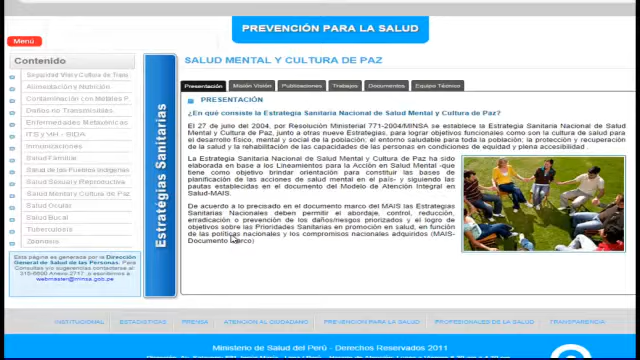 PREVENCIÓN PARA LA SALUD
Menú
Contenido
Seguridad Vial y Cultura de Trans.
Alimentación y Nutrición
Contaminación con Metales P.
Daños no Transmisibles
Enfermedades Metaxénicas
ITS y VIH - SIDA
Inmunizaciones
Salud Familiar
Salud de los Pueblos Indígenas
Salud Sexual y Reproductiva
Salud Mental y Cultura de Paz
Salud Ocular
Salud Bucal
Tuberculosis
Zoonosis
Esta página es generada por la Dirección
General de Salud de las Personas. Para
Consultas y/o sugerencias contactarse al
315-6600 Anexo.2717, o escríbanos a
webmaster@minsa.gob.pe
Estratégias Sanitarias
SALUD MENTAL Y CULTURA DE PAZ
Presentación Misión Visión Publicaciones Trabajos Documentos Equipo Técnico
PRESENTACIÓN
¿En qué consiste la Estrategia Sanitaria Nacional de Salud Mental y Cultura de Paz?
El 27 de julio del 2004, por Resolución Ministerial 771-2004/MINSA se establece la Estrategia Sanitaria Nacional de Salud
Mental y Cultura de Paz, junto a otras nueve Estrategias, para lograr objetivos funcionales como son la cultura de salud para
el desarrollo físico, mental y social de la población; el entorno saludable para toda la población, la protección y recuperación
de la salud y la rehabilitación de las capacidades de las personas en condiciones de equidad y plena accesibilidad
La Estrategia Sanitaria Nacional de Salud Mental y Cultura de Paz ha sido
elaborada en base a los Lineamientos para la Acción en Salud Mental -que
tiene como objetivo brindar orientación para constituir las bases de
planificación de las acciones de salud mental en el país- y siguiendo las
pautas establecidas en el documento del Modelo de Atención Integral en
Salud-MAIS.
De acuerdo a lo precisado en el documento marco del MAIS las Estrategias
Sanitarias Nacionales deben permitir el abordaje, control, reducción,
erradicación o prevención de los daños/riesgos priorizados y el logro de
objetivos sobre las Prioridades Sanitarias en promoción en salud, en función
de las políticas nacionales y los compromisos nacionales adquiridos (MAIS-
Documento Marco)
INSTITUCIONAL ESTADISTICAS PRENSA ATENCIÓN AL CIUDADANO PREVENCION PARA LA SALUD PROFESIONALES DE LA SALUD TRANSPARENCIA
Ministerio de Salud del Perú - Derechos Reservados 2011